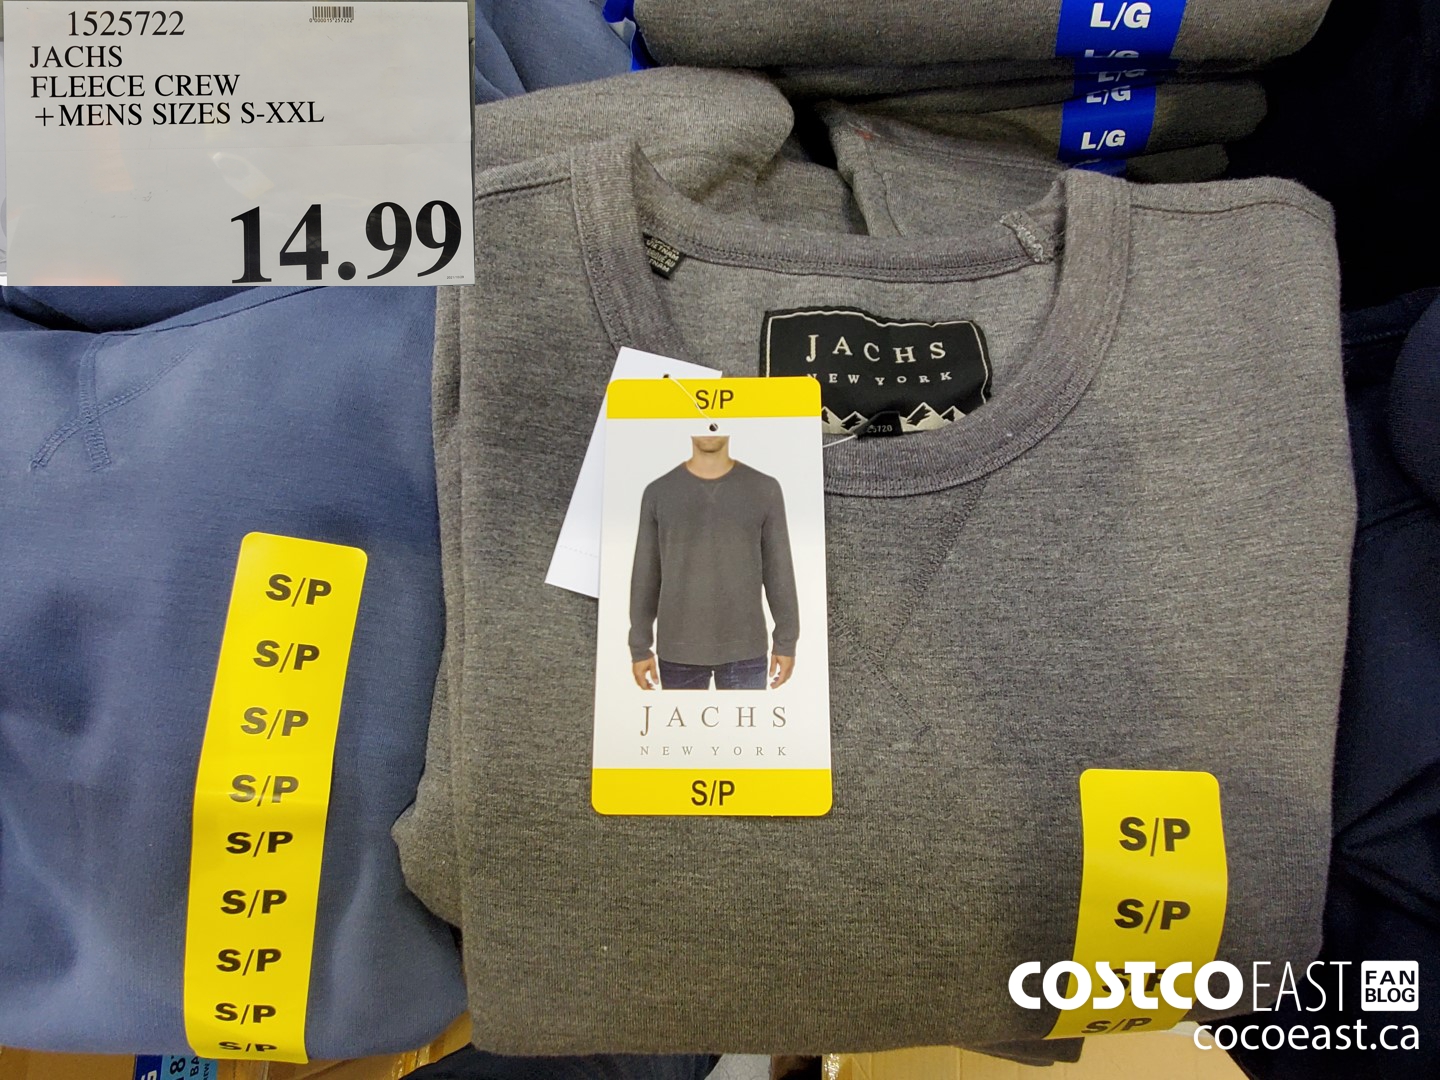 1525722
JACHS
FLEECE CREW
+MENS SIZES S-XXL
14.99
L/G
L/G
L/G
L/G
L/G
JACHS
NEW YORK
S/P
JACHS
NEW YORK
S/P
S/P
S/P
S/P
S/P
S/P
S/P
S/P
S/P
S/P
S/P
S/P
S/P
S/P
COSTCO EAST FAN BLOG
cocoeast.ca